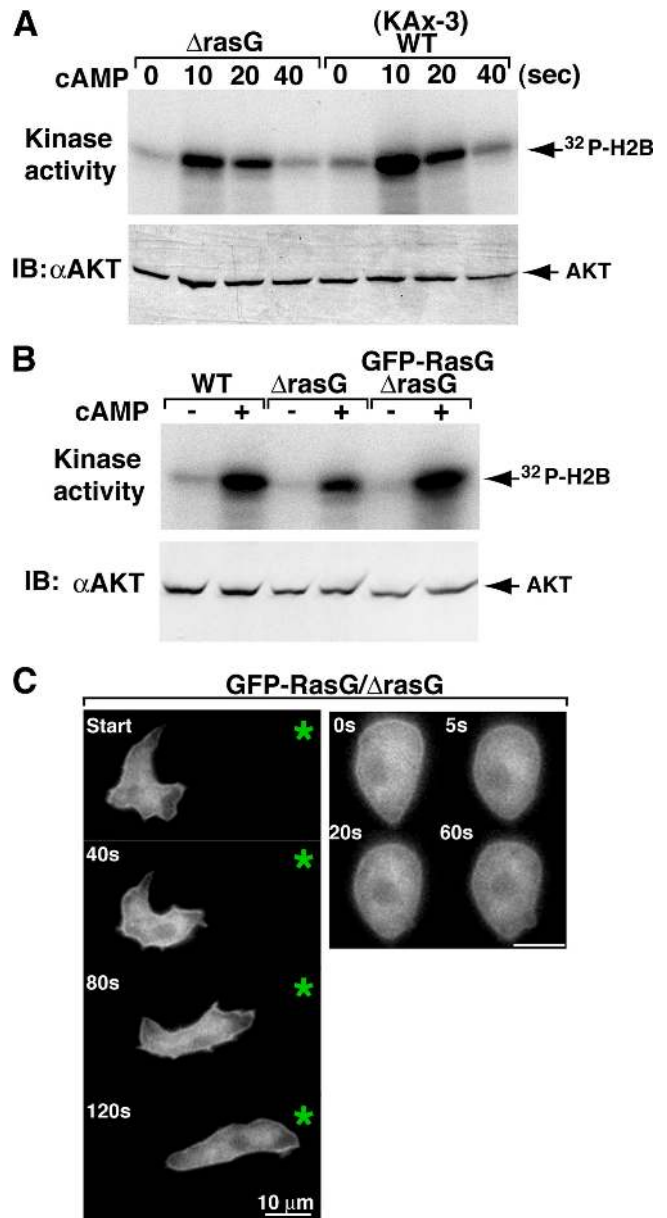 A
(KAx-3)
ΔrasG WT
cAMP 0 10 20 40 0 10 20 40 (sec)
Kinase activity
32P-H2B
IB: αAKT
AKT
B
GFP-RasG
WT ΔrasG ΔrasG
cAMP - + - + - +
Kinase activity
32P-H2B
IB: αAKT
AKT
C
GFP-RasG/ΔrasG
Start
0s 5s
20s 60s
40s
80s
120s
10 μm